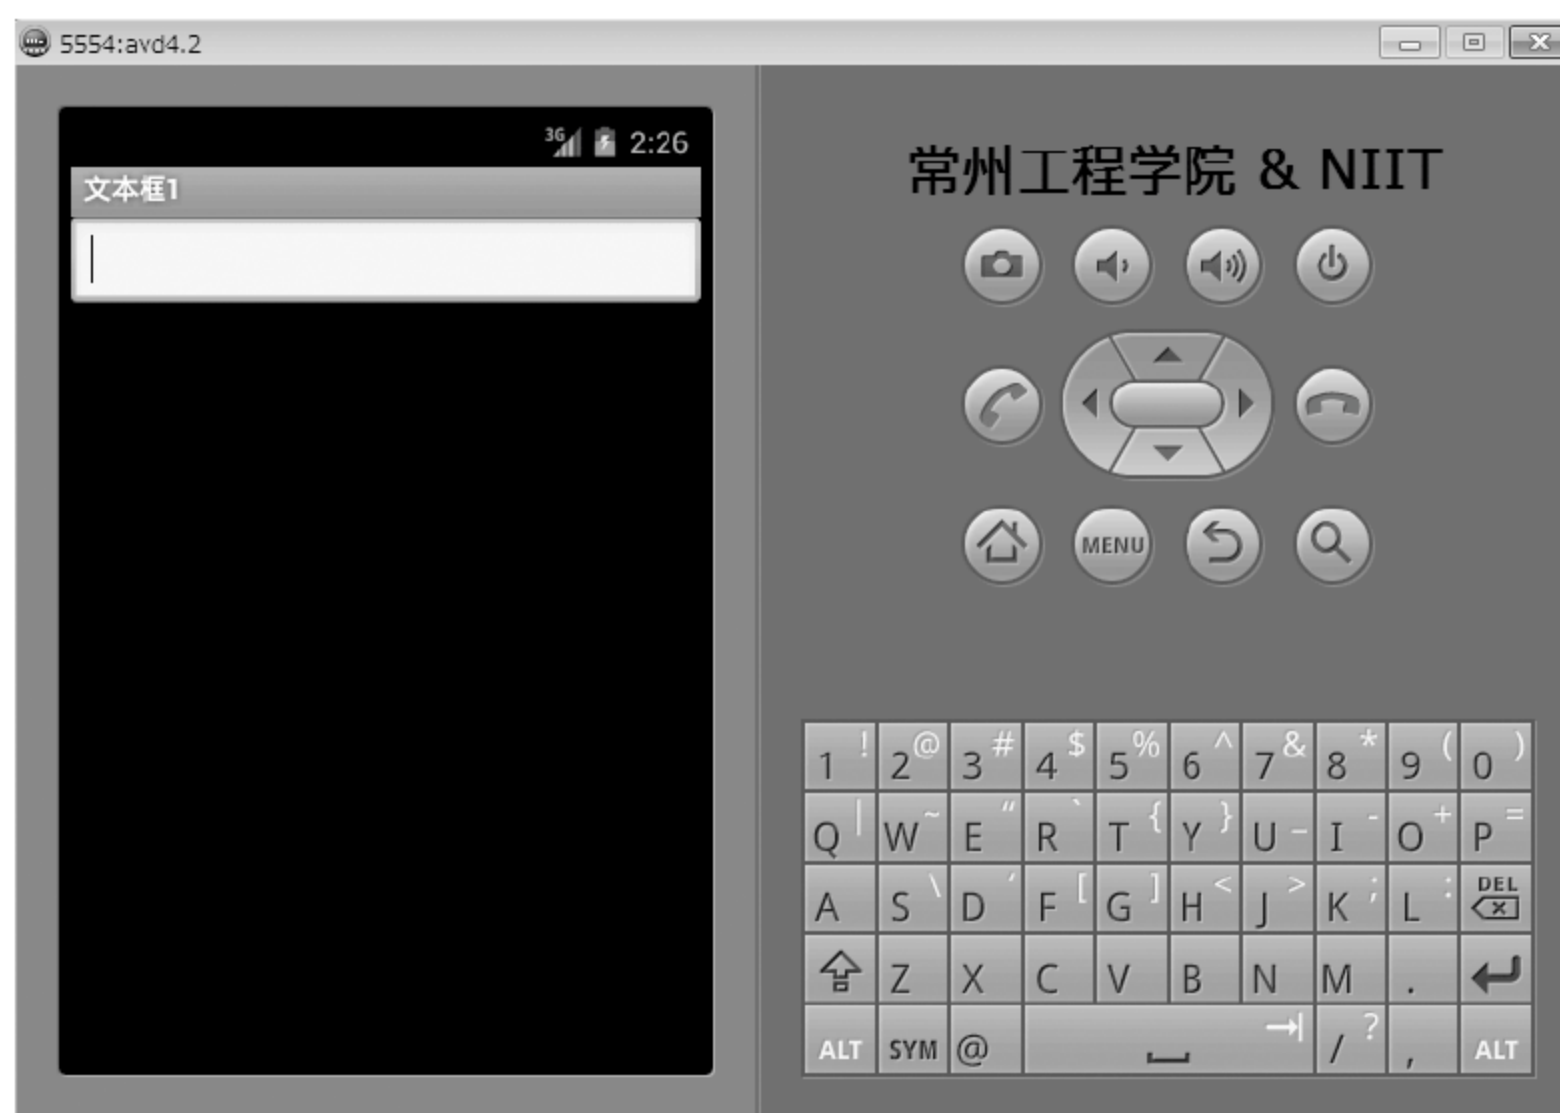 5554:avd4.2
3G 2:26
文本框1
常州工程学院 & NIIT
MENU
1 ! 2 @ 3 # 4 $ 5 % 6 ^ 7 & 8 * 9 ( 0 )
Q | W ~ E " R ` T { Y } U _ I - O + P =
A S \ D ' F [ G ] H < J > K ; L : DEL
Z X C V B N M .
ALT SYM @ / ? , ALT